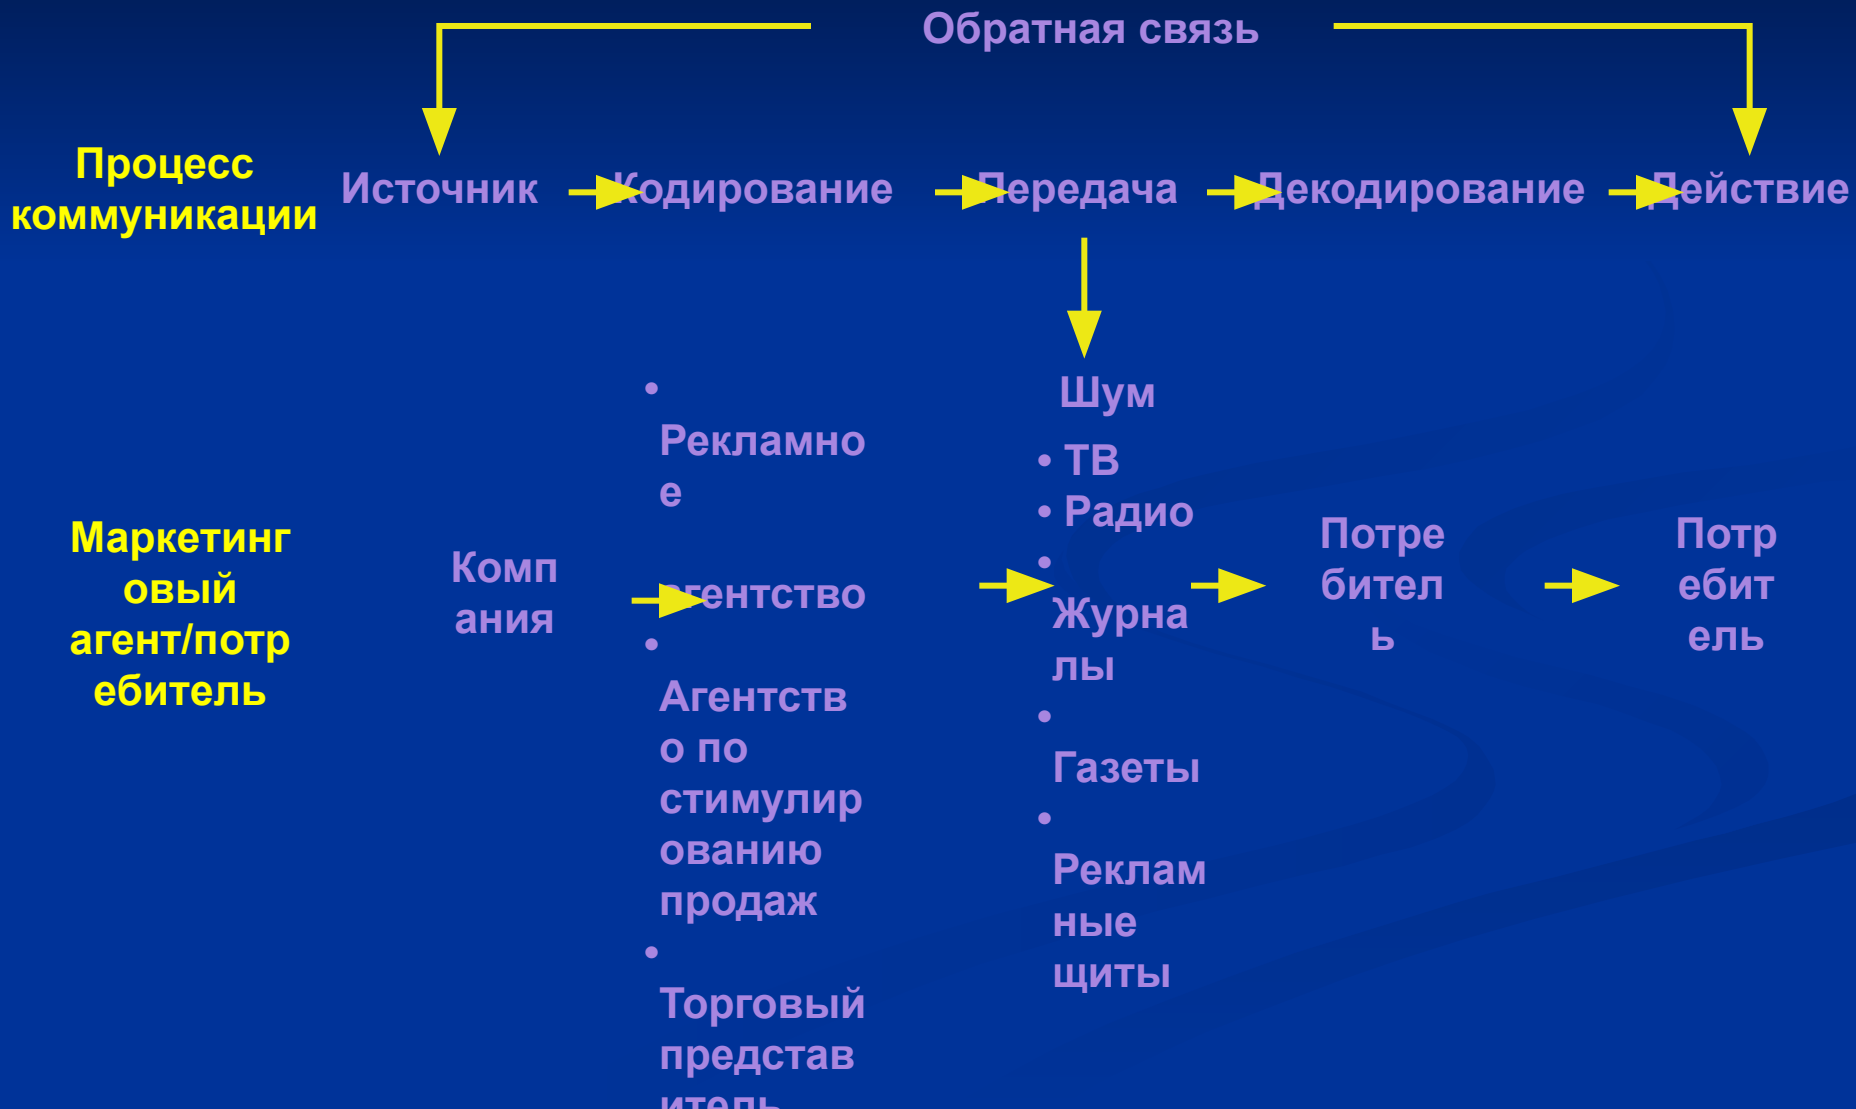 Обратная связь
Процесс
коммуникации
Источник
Кодирование
Передача
Декодирование
Действие
Маркетинг
овый
агент/потр
ебитель
Комп
ания
•
Рекламно
е
агентство
•
Агентств
о по
стимулир
ованию
продаж
•
Торговый
представ
итель
Шум
• ТВ
• Радио
•
Журна
лы
•
Газеты
•
Реклам
ные
щиты
Потре
бител
ь
Потр
ебит
ель